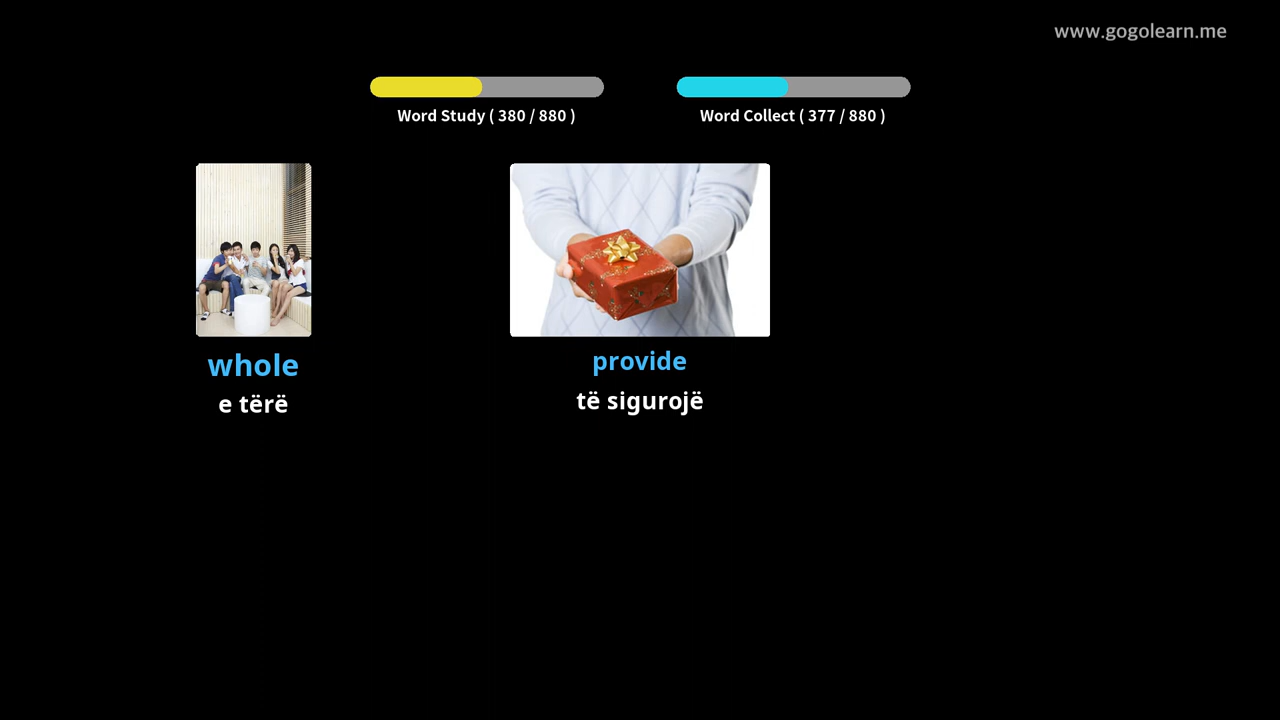 www.gogolearn.me
Word Study ( 380 / 880 )
Word Collect ( 377 / 880 )
whole
e tërë
provide
të sigurojë